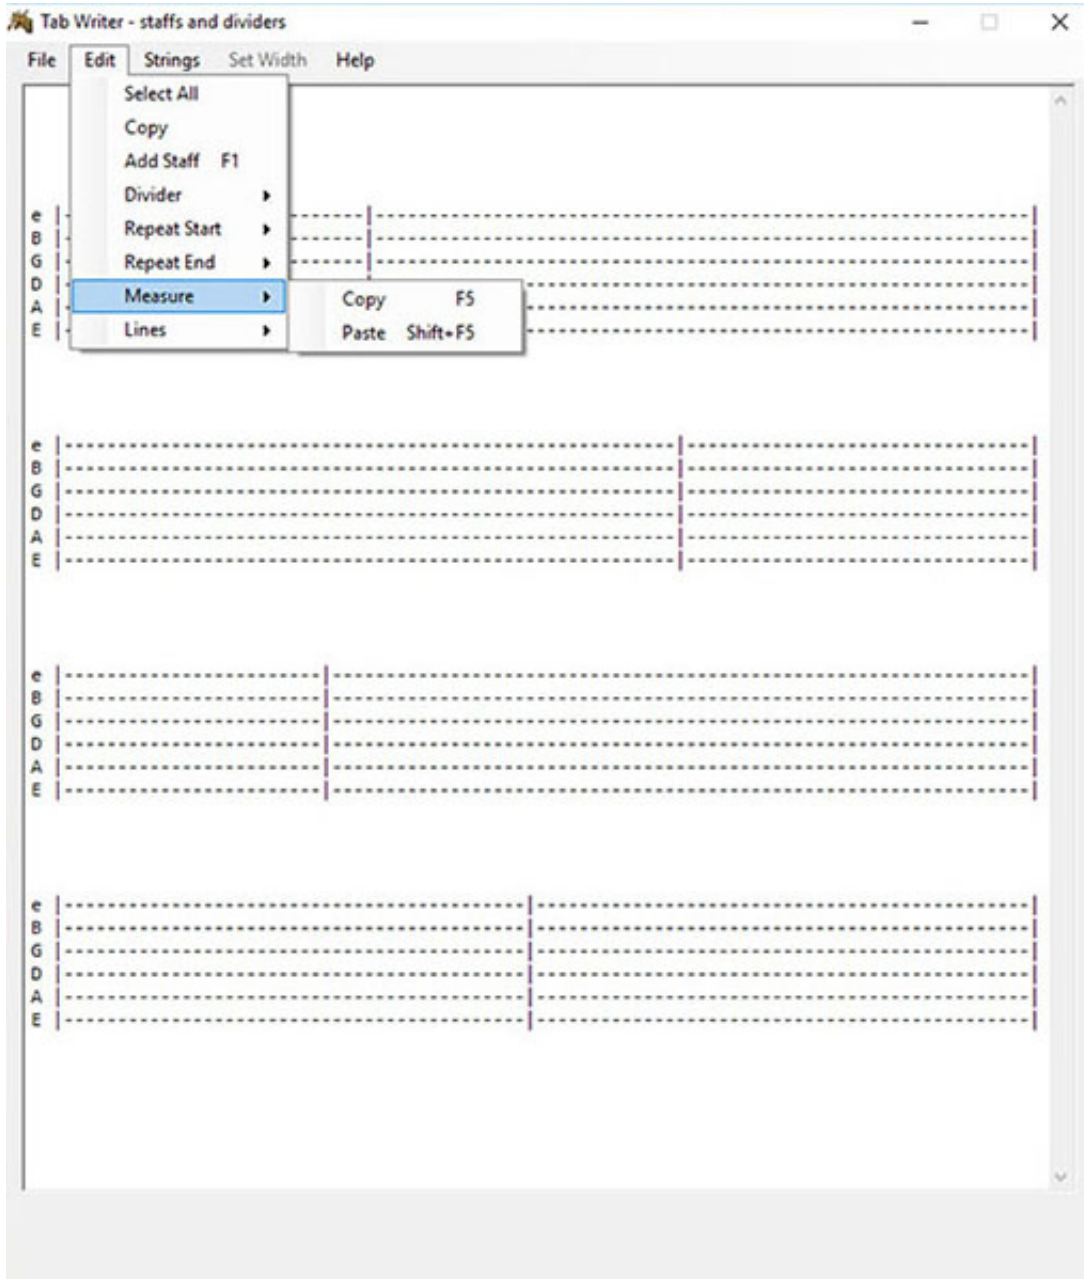 Tab Writer - staffs and dividers
File Edit Strings Set Width Help
Select All
Copy
Add Staff F1
Divider
Repeat Start
Repeat End
Measure
Lines
Copy F5
Paste Shift+F5
e
B
G
D
A
E
e
B
G
D
A
E
e
B
G
D
A
E
e
B
G
D
A
E